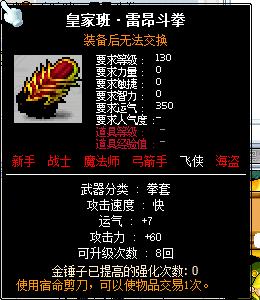 皇家班·雷昂斗拳
装备后无法交换
要求等级： 130
要求力量： 0
要求敏捷： 0
要求智力： 0
要求运气： 350
要求人气度： -
道具等级： -
道具经验值： -
新手 战士 魔法师 弓箭手 飞侠 海盗
武器分类 ： 拳套
攻击速度 ： 快
运气 ： +7
攻击力 ： +60
可升级次数 ： 8回
金锤子已提高的强化次数: 0
使用宿命剪刀，可以使物品交易1次。